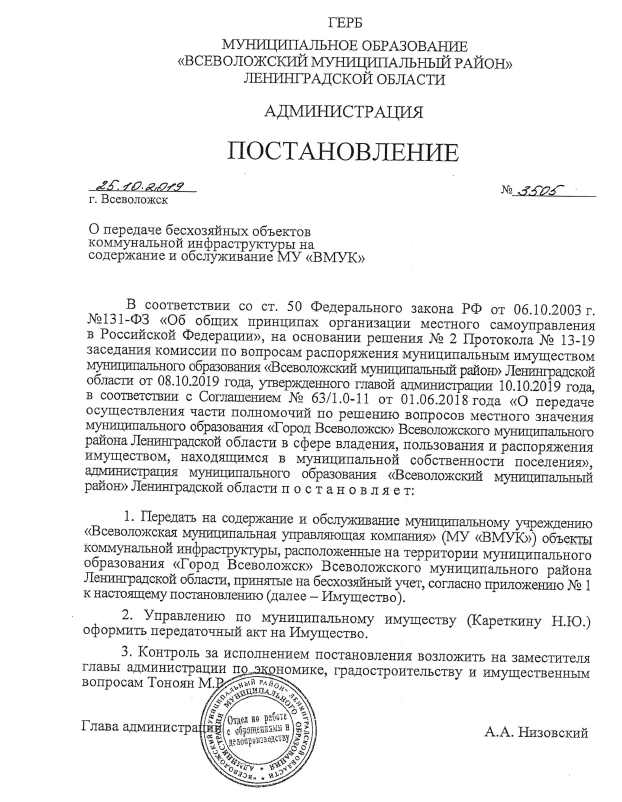 ГЕРБ
МУНИЦИПАЛЬНОЕ ОБРАЗОВАНИЕ
«ВСЕВОЛОЖСКИЙ МУНИЦИПАЛЬНЫЙ РАЙОН»
ЛЕНИНГРАДСКОЙ ОБЛАСТИ
АДМИНИСТРАЦИЯ
ПОСТАНОВЛЕНИЕ
25.10.2019 № 3505
г. Всеволожск
О передаче бесхозяйных объектов
коммунальной инфраструктуры на
содержание и обслуживание МУ «ВМУК»
В соответствии со ст. 50 Федерального закона РФ от 06.10.2003 г.
№131-ФЗ «Об общих принципах организации местного самоуправления
в Российской Федерации», на основании решения № 2 Протокола № 13-19
заседания комиссии по вопросам распоряжения муниципальным имуществом
муниципального образования «Всеволожский муниципальный район» Ленинградской
области от 08.10.2019 года, утвержденного главой администрации 10.10.2019 года,
в соответствии с Соглашением № 63/1.0-11 от 01.06.2018 года «О передаче
осуществления части полномочий по решению вопросов местного значения
муниципального образования «Город Всеволожск» Всеволожского муниципального
района Ленинградской области в сфере владения, пользования и распоряжения
имуществом, находящимся в муниципальной собственности поселения»,
администрация муниципального образования «Всеволожский муниципальный
район» Ленинградской области п о с т а н о в л я е т:
1. Передать на содержание и обслуживание муниципальному учреждению
«Всеволожская муниципальная управляющая компания» (МУ «ВМУК») объекты
коммунальной инфраструктуры, расположенные на территории муниципального
образования «Город Всеволожск» Всеволожского муниципального района
Ленинградской области, принятые на бесхозяйный учет, согласно приложению № 1
к настоящему постановлению (далее – Имущество).
2. Управлению по муниципальному имуществу (Кареткину Н.Ю.)
оформить передаточный акт на Имущество.
3. Контроль за исполнением постановления возложить на заместителя
главы администрации по экономике, градостроительству и имущественным
вопросам Тоноян М.Р
Глава администрации А.А. Низовский
Отдел по работе
с обращениями и
делопроизводству
АДМИНИСТРАЦИЯ МУНИЦИПАЛЬНОГО ОБРАЗОВАНИЯ
«ВСЕВОЛОЖСКИЙ МУНИЦИПАЛЬНЫЙ РАЙОН» ЛЕНИНГРАДСКОЙ ОБЛАСТИ